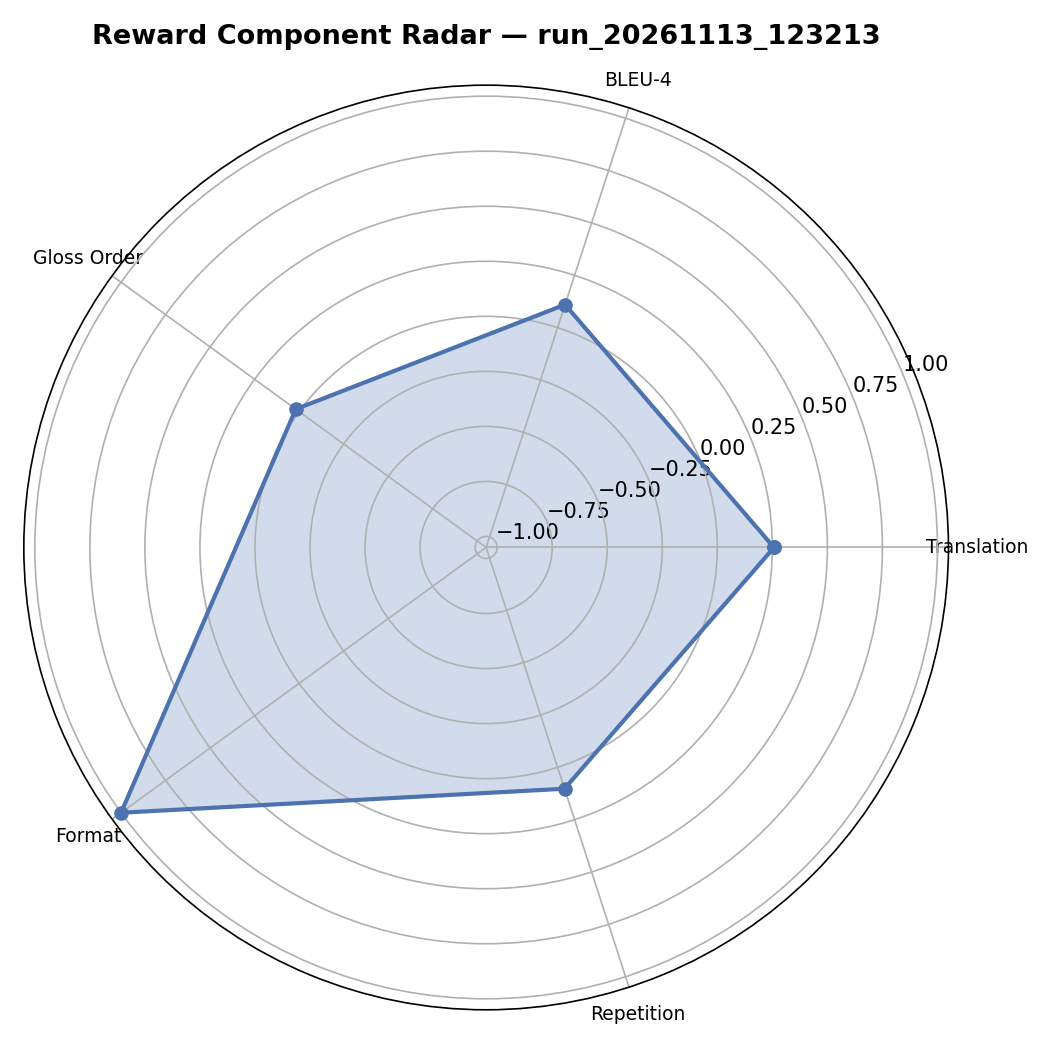 Reward Component Radar — run_20261113_123213
BLEU-4
Gloss Order
1.00
0.75
0.50
0.25
0.00
−0.25
−0.50
−0.75
−1.00
Translation
Format
Repetition